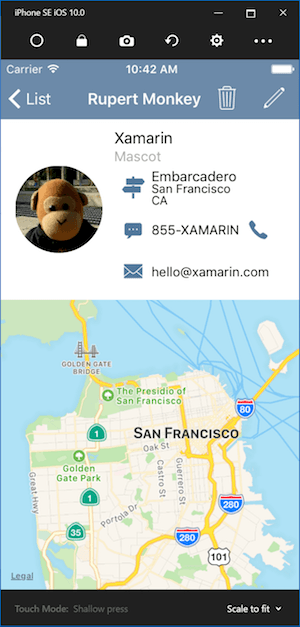 iPhone SE iOS 10.0
Carrier
10:42 AM
List
Rupert Monkey
Xamarin
Mascot
Embarcadero
San Francisco
CA
855-XAMARIN
hello@xamarin.com
GOLDEN GATE
BRIDGE
The Presidio of
San Francisco
80
1
SAN FRANCISCO
Oak St
Golden
Gate Park
Castro St
Guerrero St
Great Hwy
1
280
Portola Dr
35
280
101
Legal
Touch Mode: Shallow press
Scale to fit